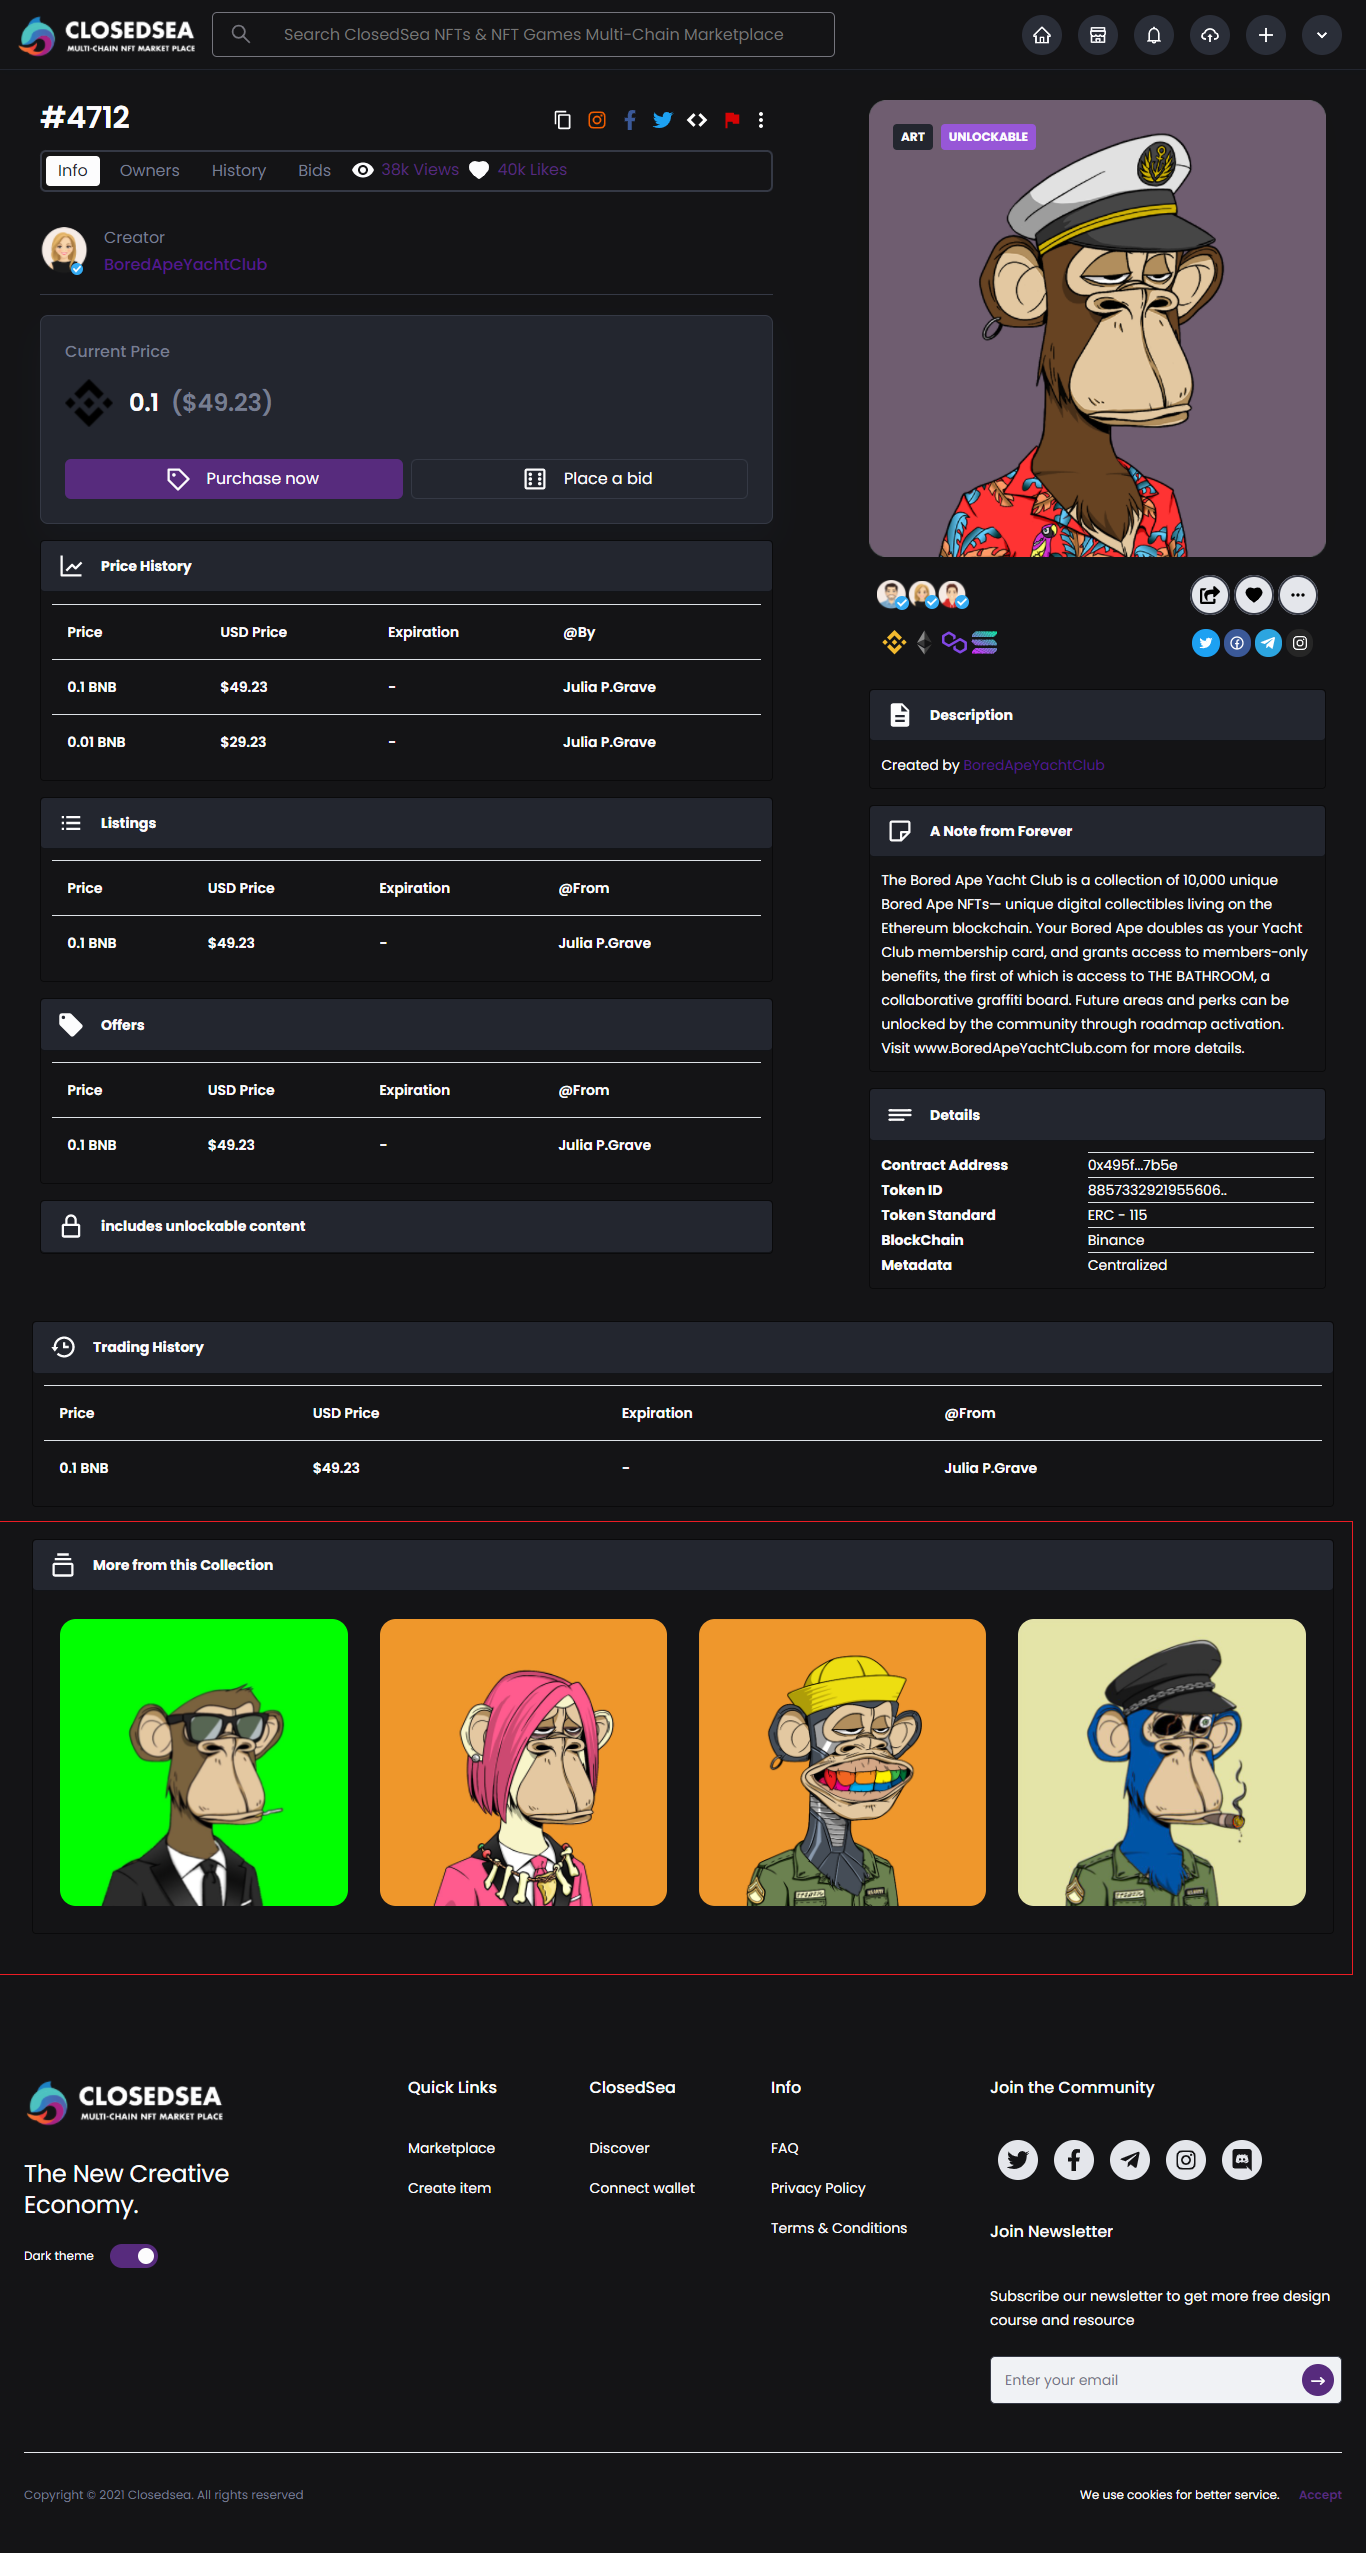 CLOSEDSEA
MULTI-CHAIN NFT MARKET PLACE
Search ClosedSea NFTs & NFT Games Multi-Chain Marketplace
#4712
Info Owners History Bids 38k Views 40k Likes
Creator
BoredApeYachtClub
Current Price
0.1 ($49.23)
Purchase now Place a bid
Price History
Price USD Price Expiration @By
0.1 BNB $49.23 - Julia P.Grave
0.01 BNB $29.23 - Julia P.Grave
Listings
Price USD Price Expiration @From
0.1 BNB $49.23 - Julia P.Grave
Offers
Price USD Price Expiration @From
0.1 BNB $49.23 - Julia P.Grave
includes unlockable content
ART UNLOCKABLE
Description
Created by BoredApeYachtClub
A Note from Forever
The Bored Ape Yacht Club is a collection of 10,000 unique
Bored Ape NFTs— unique digital collectibles living on the
Ethereum blockchain. Your Bored Ape doubles as your Yacht
Club membership card, and grants access to members-only
benefits, the first of which is access to THE BATHROOM, a
collaborative graffiti board. Future areas and perks can be
unlocked by the community through roadmap activation.
Visit www.BoredApeYachtClub.com for more details.
Details
Contract Address 0x495f...7b5e
Token ID 8857332921955606..
Token Standard ERC - 115
BlockChain Binance
Metadata Centralized
Trading History
Price USD Price Expiration @From
0.1 BNB $49.23 - Julia P.Grave
More from this Collection
CLOSEDSEA
MULTI-CHAIN NFT MARKET PLACE
The New Creative
Economy.
Dark theme
Quick Links
Marketplace
Create item
ClosedSea
Discover
Connect wallet
Info
FAQ
Privacy Policy
Terms & Conditions
Join the Community
Join Newsletter
Subscribe our newsletter to get more free design
course and resource
Enter your email
Copyright © 2021 Closedsea. All rights reserved
We use cookies for better service. Accept